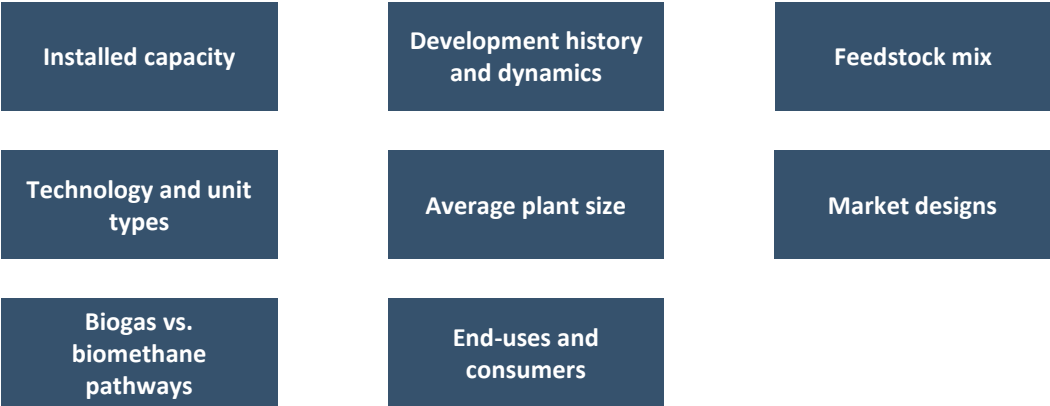 Installed capacity
Development history
and dynamics
Feedstock mix
Technology and unit
types
Average plant size
Market designs
Biogas vs.
biomethane
pathways
End-uses and
consumers